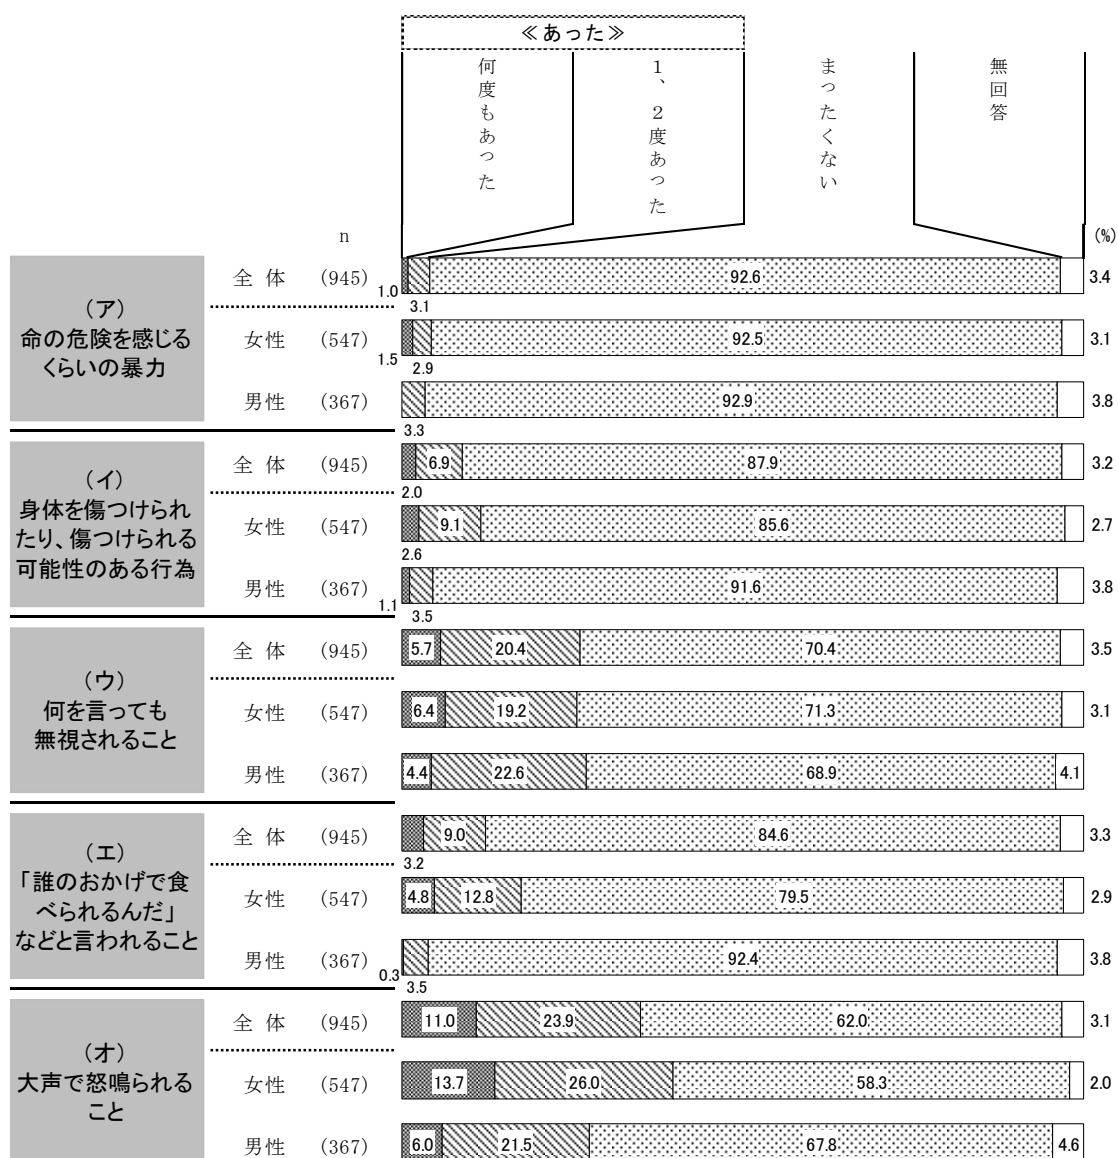 ≪あった≫
何度もあった
1、2度あった
まったくない
無回答
n
(%)
(ア)
命の危険を感じる
くらいの暴力
全 体 (945) 1.0 3.1 92.6 3.4
女性 (547) 1.5 2.9 92.5 3.1
男性 (367) 3.3 92.9 3.8
(イ)
身体を傷つけられ
たり、傷つけられる
可能性のある行為
全 体 (945) 2.0 6.9 87.9 3.2
女性 (547) 2.6 9.1 85.6 2.7
男性 (367) 1.1 3.5 91.6 3.8
(ウ)
何を言っても
無視されること
全 体 (945) 5.7 20.4 70.4 3.5
女性 (547) 6.4 19.2 71.3 3.1
男性 (367) 4.4 22.6 68.9 4.1
(エ)
「誰のおかげで食
べられるんだ」
などと言われること
全 体 (945) 3.2 9.0 84.6 3.3
女性 (547) 4.8 12.8 79.5 2.9
男性 (367) 0.3 3.5 92.4 3.8
(オ)
大声で怒鳴られる
こと
全 体 (945) 11.0 23.9 62.0 3.1
女性 (547) 13.7 26.0 58.3 2.0
男性 (367) 6.0 21.5 67.8 4.6